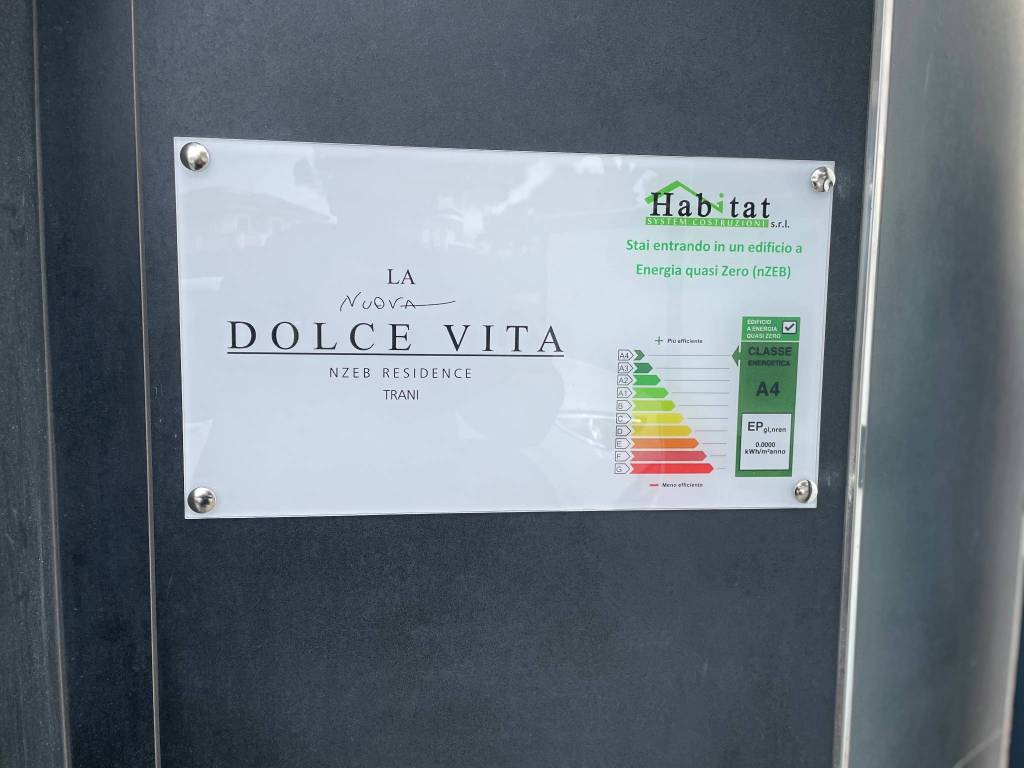 LA
NUOVA
DOLCE VITA
NZEB RESIDENCE
TRANI
Habitat
SYSTEM COSTRUZIONI s.r.l.
Stai entrando in un edificio a
Energia quasi Zero (nZEB)
+ Più efficiente
A4
A3
A2
A1
B
C
D
E
F
G
— Meno efficiente
EDIFICIO
A ENERGIA
QUASI ZERO
CLASSE
ENERGETICA
A4
EPgl,nren
0.0000
kWh/m²anno